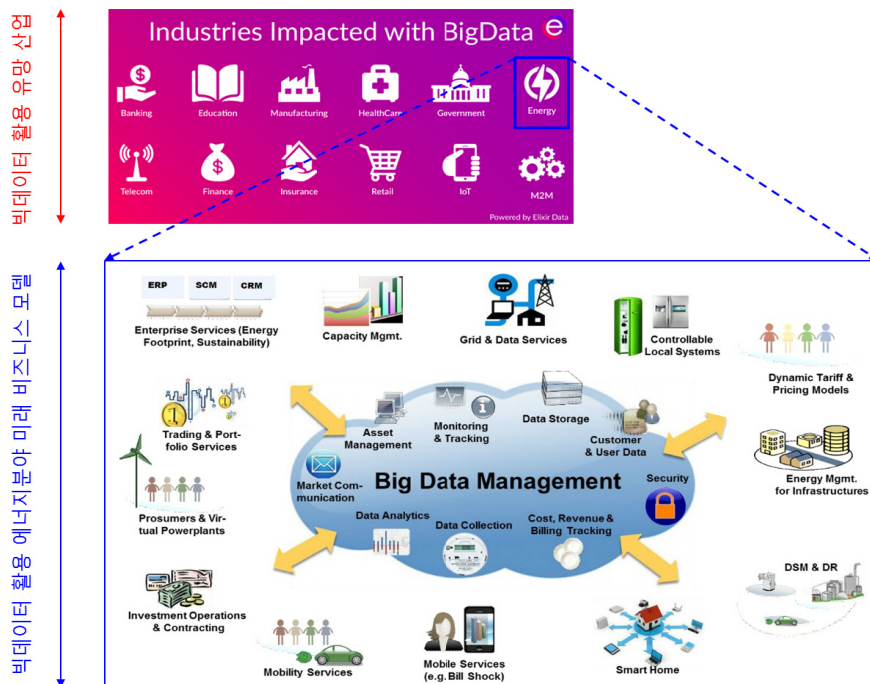 빅데이터 활용 유망 산업
Industries Impacted with BigData
e
Banking
Education
Manufacturing
HealthCare
Government
Energy
Telecom
Finance
Insurance
Retail
IoT
M2M
Powered by Elixir Data
빅데이터 활용 에너지분야 미래 비즈니스 모델
ERP
SCM
CRM
Enterprise Services (Energy
Footprint, Sustainability)
Capacity Mgmt.
Grid & Data Services
Controllable
Local Systems
Dynamic Tariff &
Pricing Models
Trading & Port-
folio Services
Asset
Management
Monitoring
& Tracking
Data Storage
Customer
& User Data
Market Com-
munication
Big Data Management
Security
Energy Mgmt.
for Infrastructures
Prosumers & Vir-
tual Powerplants
Data Analytics
Data Collection
Cost, Revenue &
Billing Tracking
Investment Operations
& Contracting
DSM & DR
Mobility Services
Mobile Services
(e.g. Bill Shock)
Smart Home